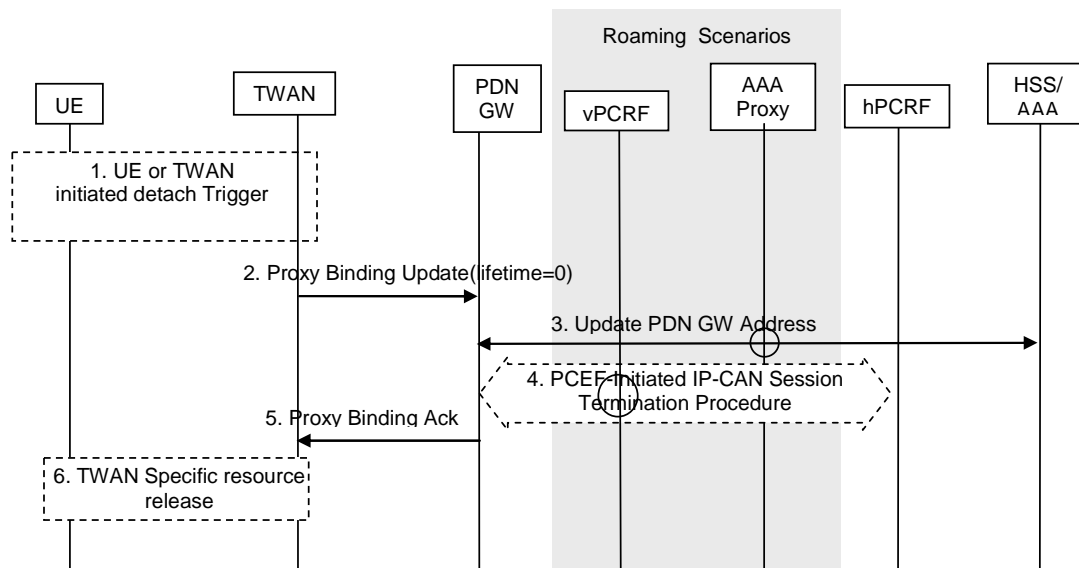 Roaming Scenarios
UE
TWAN
PDN
GW
vPCRF
AAA
Proxy
hPCRF
HSS/
AAA
1. UE or TWAN
initiated detach Trigger
2. Proxy Binding Update(lifetime=0)
3. Update PDN GW Address
4. PCEF-Initiated IP-CAN Session
Termination Procedure
5. Proxy Binding Ack
6. TWAN Specific resource
release